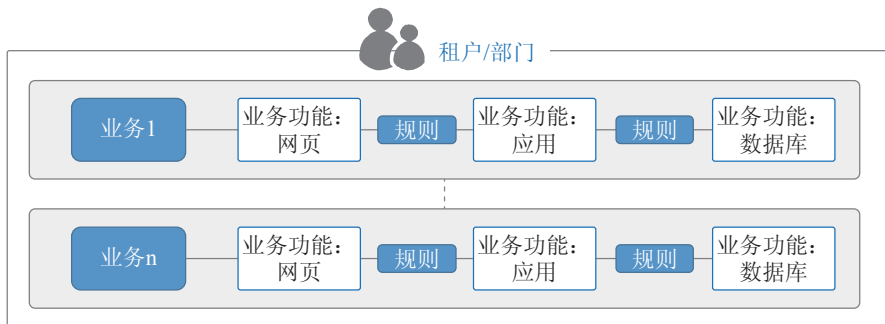 租户/部门
业务1
业务功能：
网页
规则
业务功能：
应用
规则
业务功能：
数据库
业务n
业务功能：
网页
规则
业务功能：
应用
规则
业务功能：
数据库